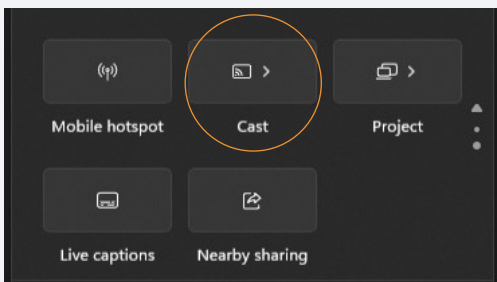 Mobile hotspot
Cast
Project
Live captions
Nearby sharing